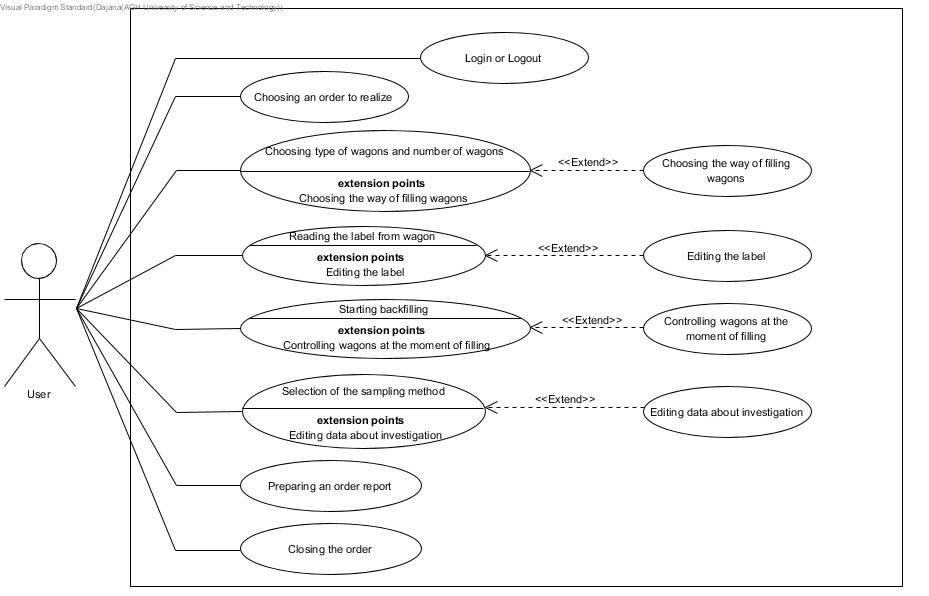 Visual Paradigm Standard(Dajana(AGH University of Science and Technology))
Login or Logout
Choosing an order to realize
Choosing type of wagons and number of wagons
extension points
Choosing the way of filling wagons
<<Extend>>
Choosing the way of filling
wagons
Reading the label from wagon
extension points
Editing the label
<<Extend>>
Editing the label
Starting backfilling
extension points
Controlling wagons at the moment of filling
<<Extend>>
Controlling wagons at the
moment of filling
Selection of the sampling method
extension points
Editing data about investigation
<<Extend>>
Editing data about investigation
User
Preparing an order report
Closing the order